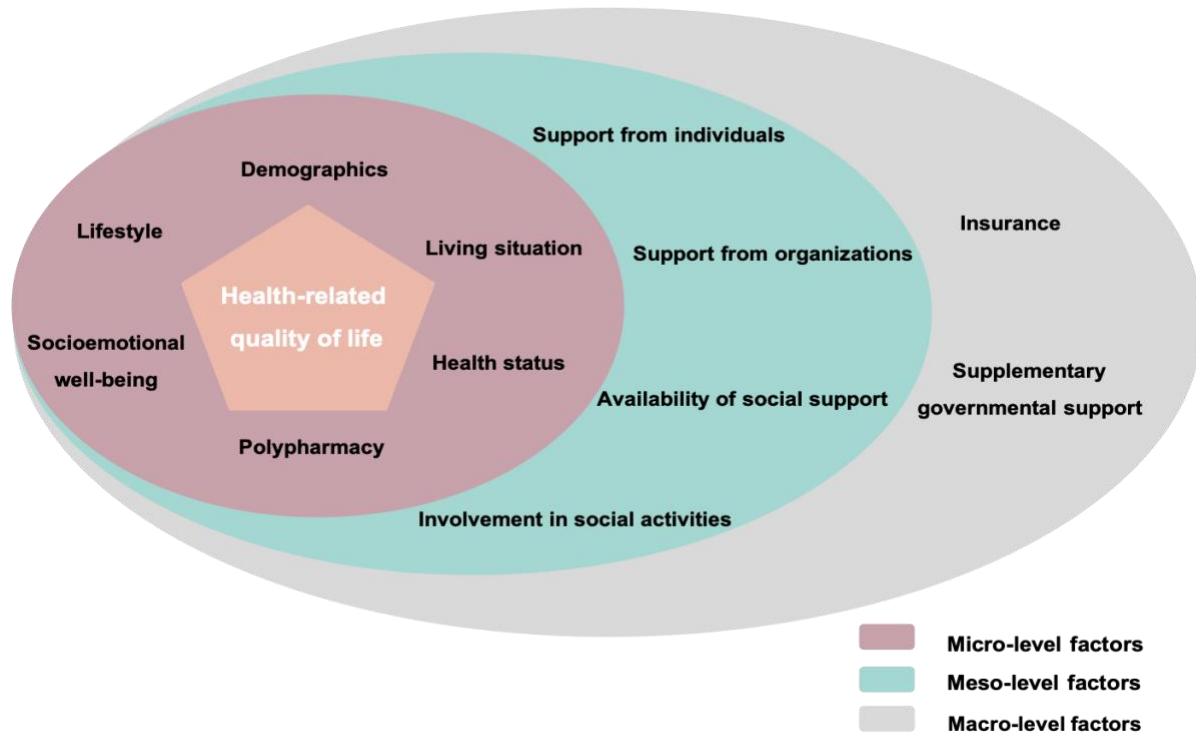 Support from individuals
Demographics
Lifestyle
Insurance
Living situation
Support from organizations
Health-related
quality of life
Socioemotional
well-being
Health status
Supplementary
governmental support
Availability of social support
Polypharmacy
Involvement in social activities
Micro-level factors
Meso-level factors
Macro-level factors